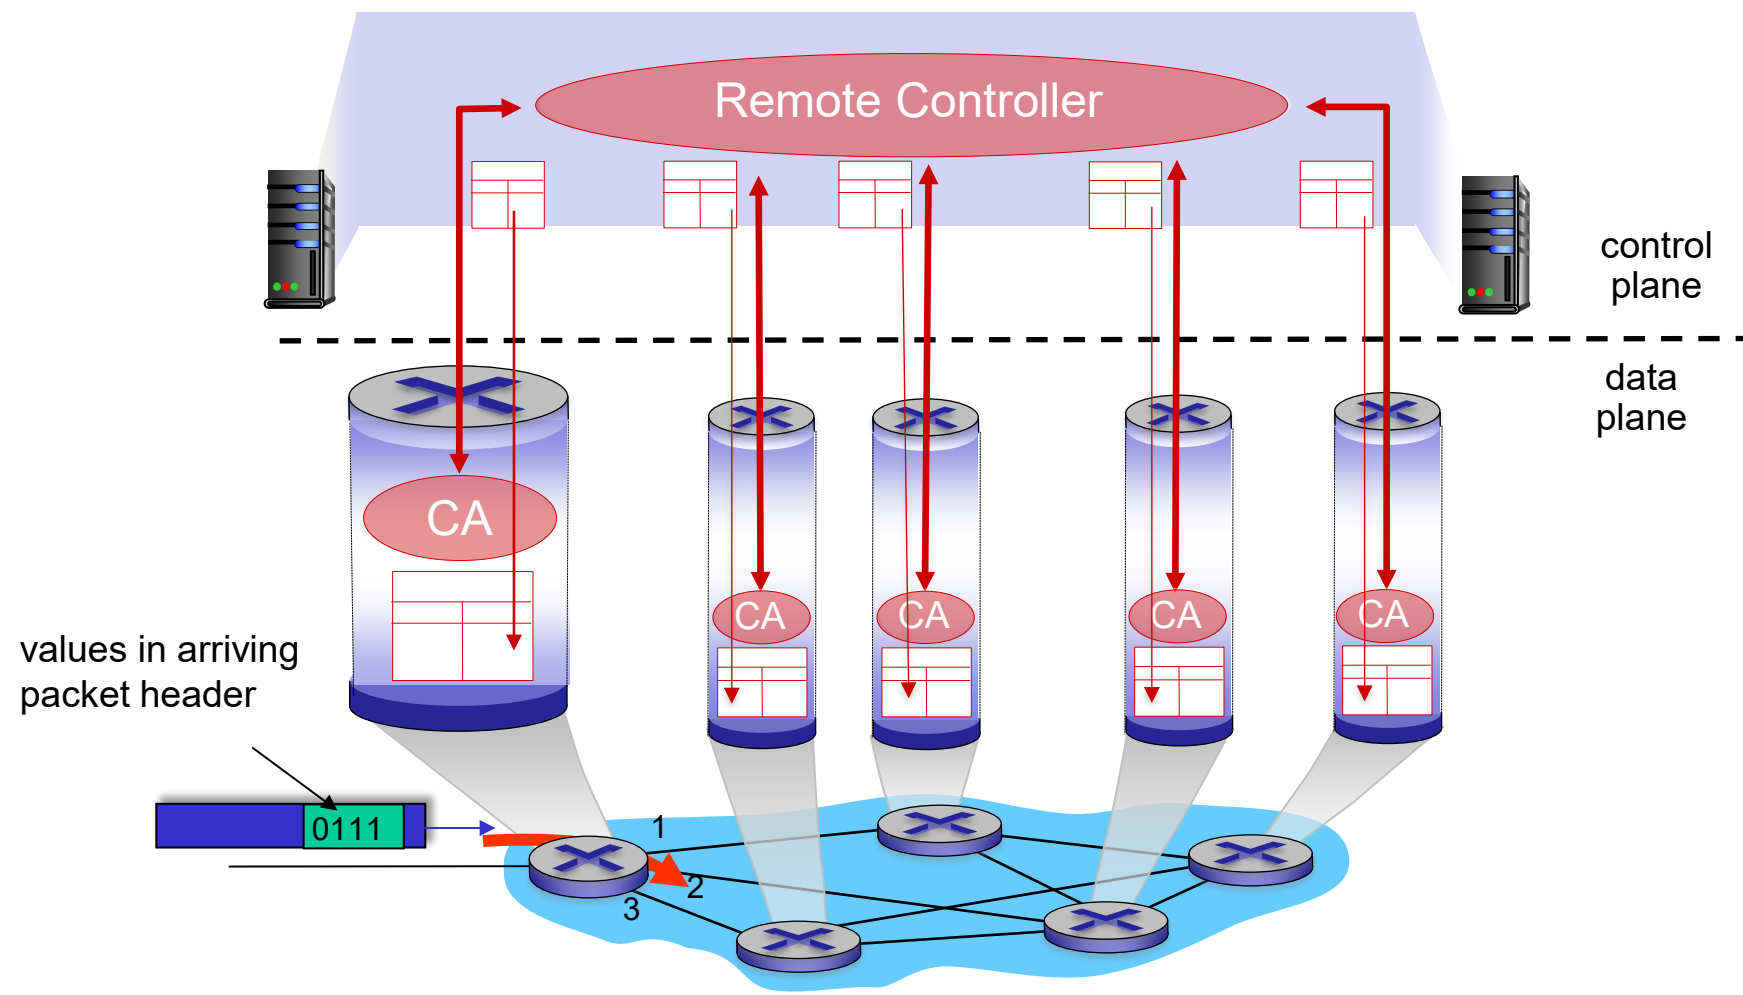 Remote Controller
control
plane
data
plane
CA
CA
CA
CA
CA
values in arriving
packet header
0111
1
2
3